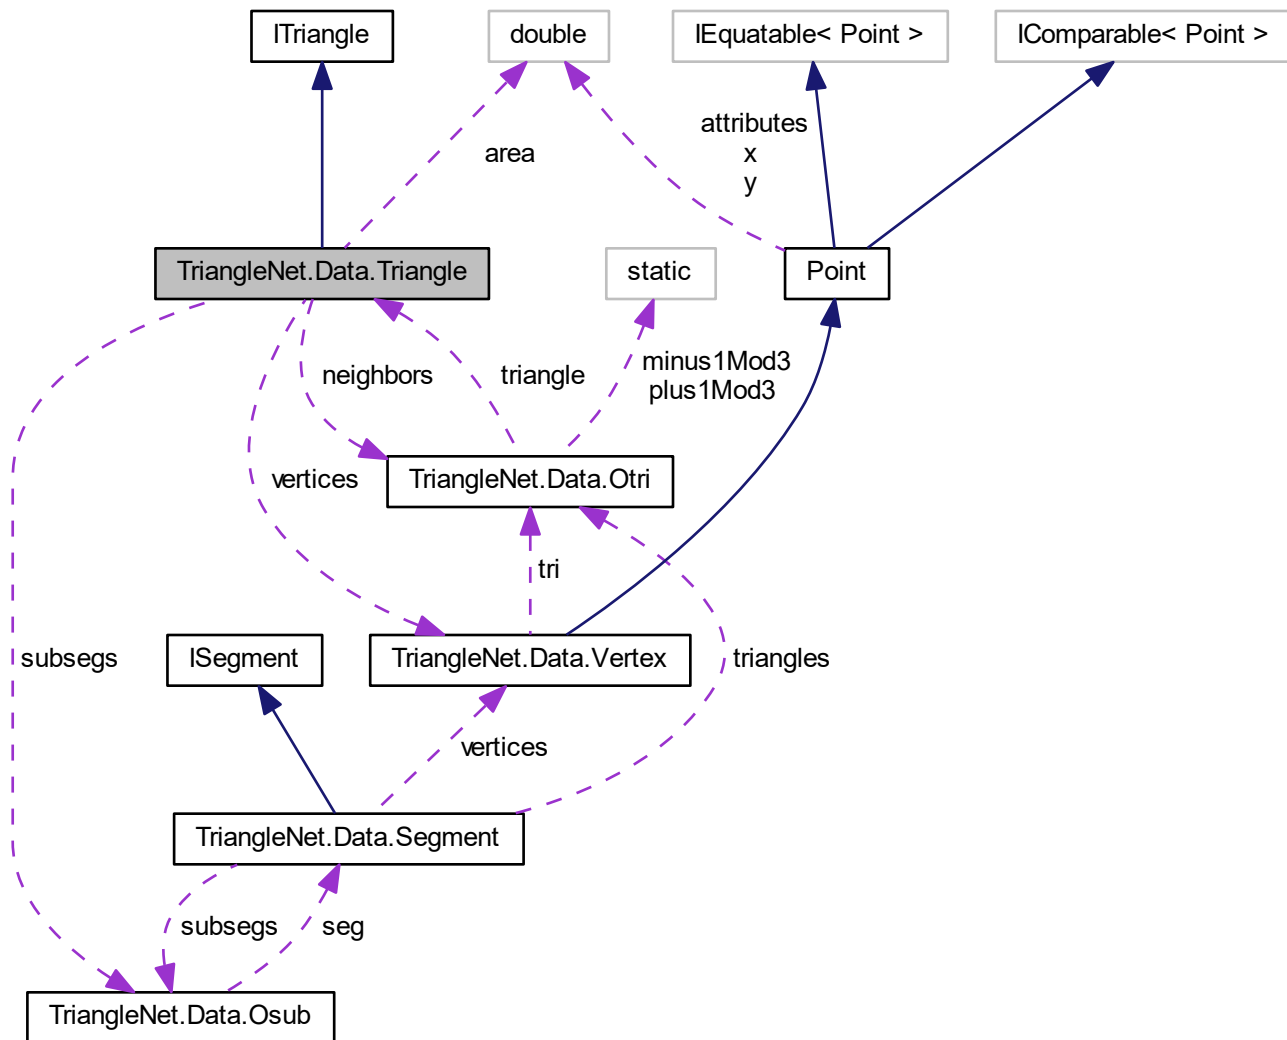 ITriangle
double
IEquatable< Point >
IComparable< Point >
attributes
x
y
area
TriangleNet.Data.Triangle
static
Point
neighbors
triangle
minus1Mod3
plus1Mod3
vertices
TriangleNet.Data.Otri
tri
subsegs
ISegment
TriangleNet.Data.Vertex
triangles
vertices
TriangleNet.Data.Segment
subsegs
seg
TriangleNet.Data.Osub